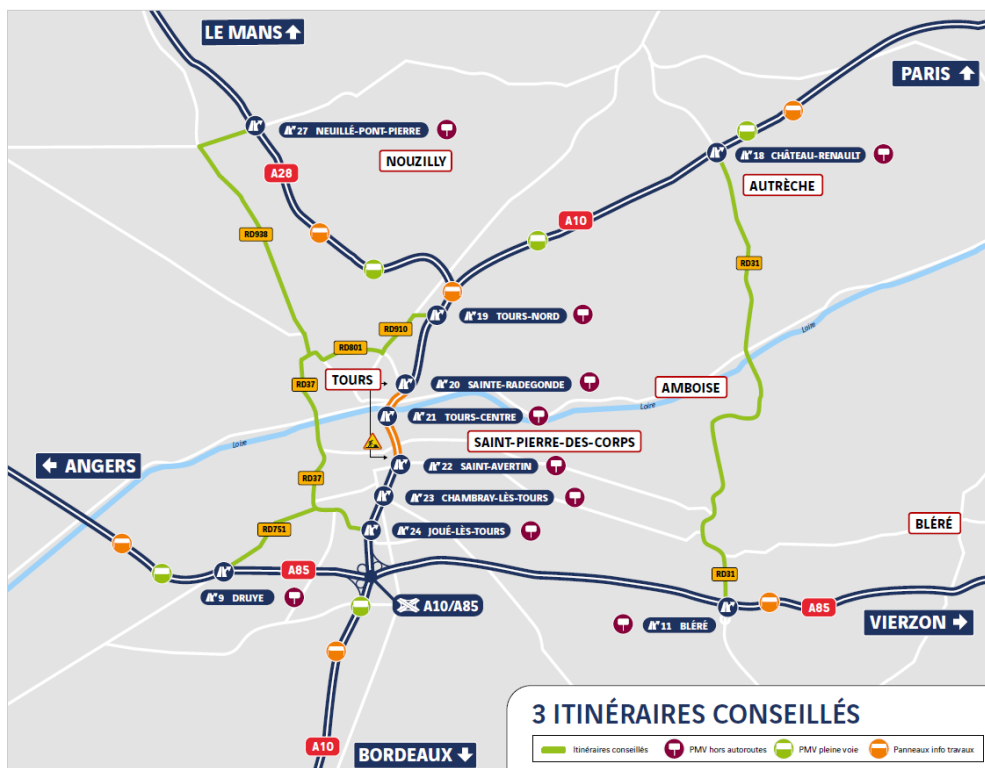 LE MANS
PARIS
27 NEUILLÉ-PONT-PIERRE
NOUZILLY
18 CHÂTEAU-RENAULT
A28
AUTRÈCHE
A10
RD938
RD31
19 TOURS-NORD
RD910
RD801
Loire
TOURS
20 SAINTE-RADEGONDE
RD37
AMBOISE
Loire
21 TOURS-CENTRE
Loire
SAINT-PIERRE-DES-CORPS
ANGERS
22 SAINT-AVERTIN
RD37
23 CHAMBRAY-LÈS-TOURS
RD751
24 JOUÉ-LÈS-TOURS
BLÉRÉ
A85
RD31
9 DRUYE
A10/A85
A85
11 BLÉRÉ
VIERZON
A10
BORDEAUX
3 ITINÉRAIRES CONSEILLÉS
Itinéraires conseillés
PMV hors autoroutes
PMV pleine voie
Panneaux info travaux